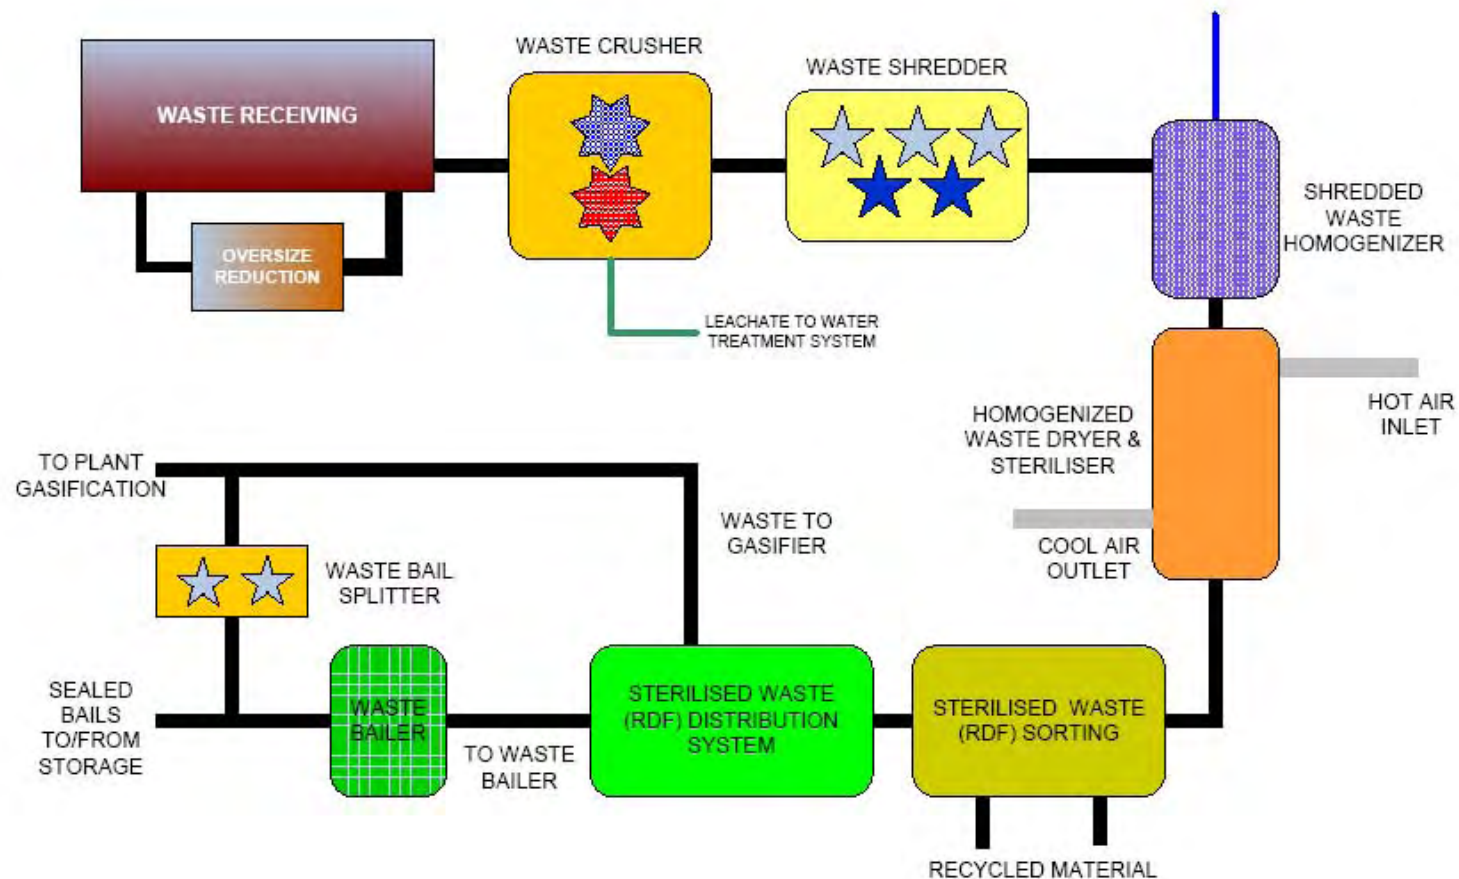 WASTE RECEIVING
OVERSIZE
REDUCTION
WASTE CRUSHER
LEACHATE TO WATER
TREATMENT SYSTEM
WASTE SHREDDER
SHREDDED
WASTE
HOMOGENIZER
HOMOGENIZED
WASTE DRYER &
STERILISER
HOT AIR
INLET
COOL AIR
OUTLET
TO PLANT
GASIFICATION
WASTE TO
GASIFIER
WASTE BAIL
SPLITTER
SEALED
BAILS
TO/FROM
STORAGE
WASTE
BAILER
TO WASTE
BAILER
STERILISED WASTE
(RDF) DISTRIBUTION
SYSTEM
STERILISED WASTE
(RDF) SORTING
RECYCLED MATERIAL